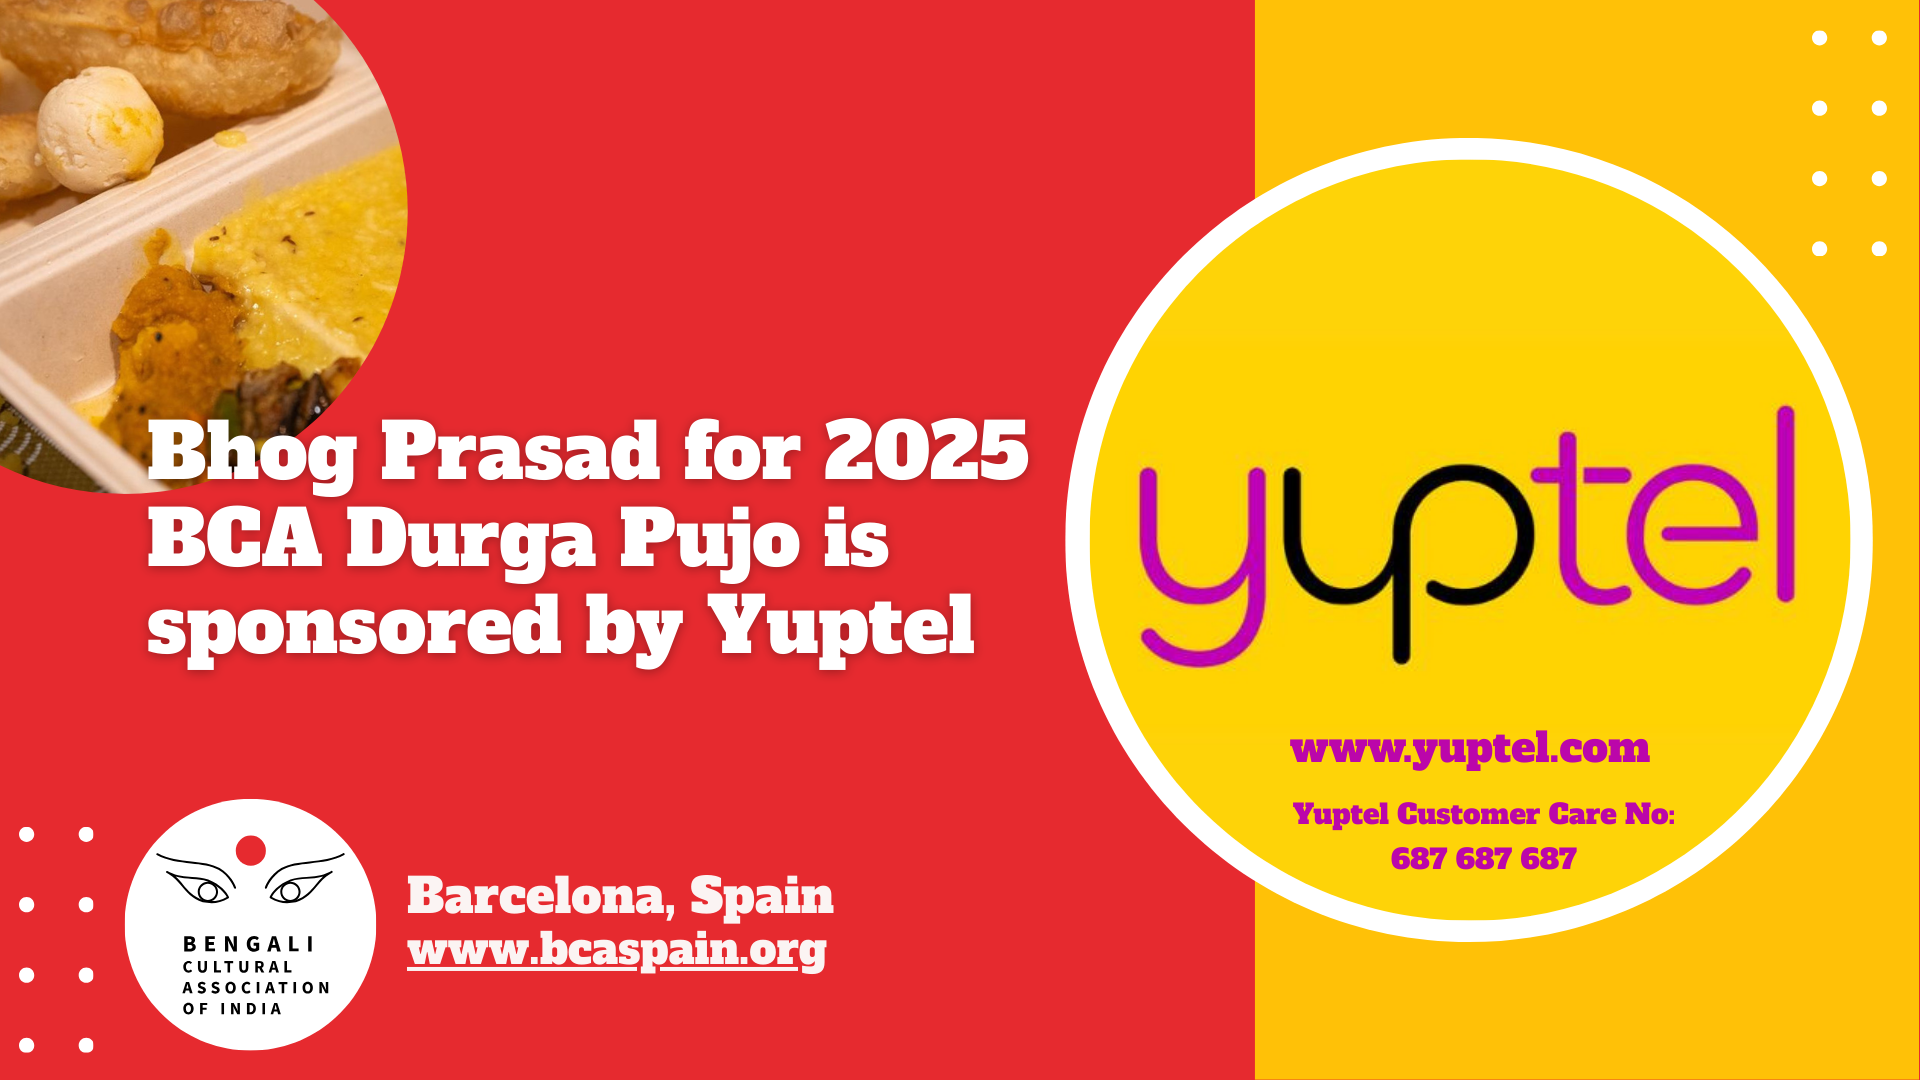 Bhog Prasad for 2025
BCA Durga Pujo is
sponsored by Yuptel
yuptel
www.yuptel.com
Yuptel Customer Care No:
687 687 687
BENGALI
CULTURAL
ASSOCIATION
OF INDIA
Barcelona, Spain
www.bcaspain.org